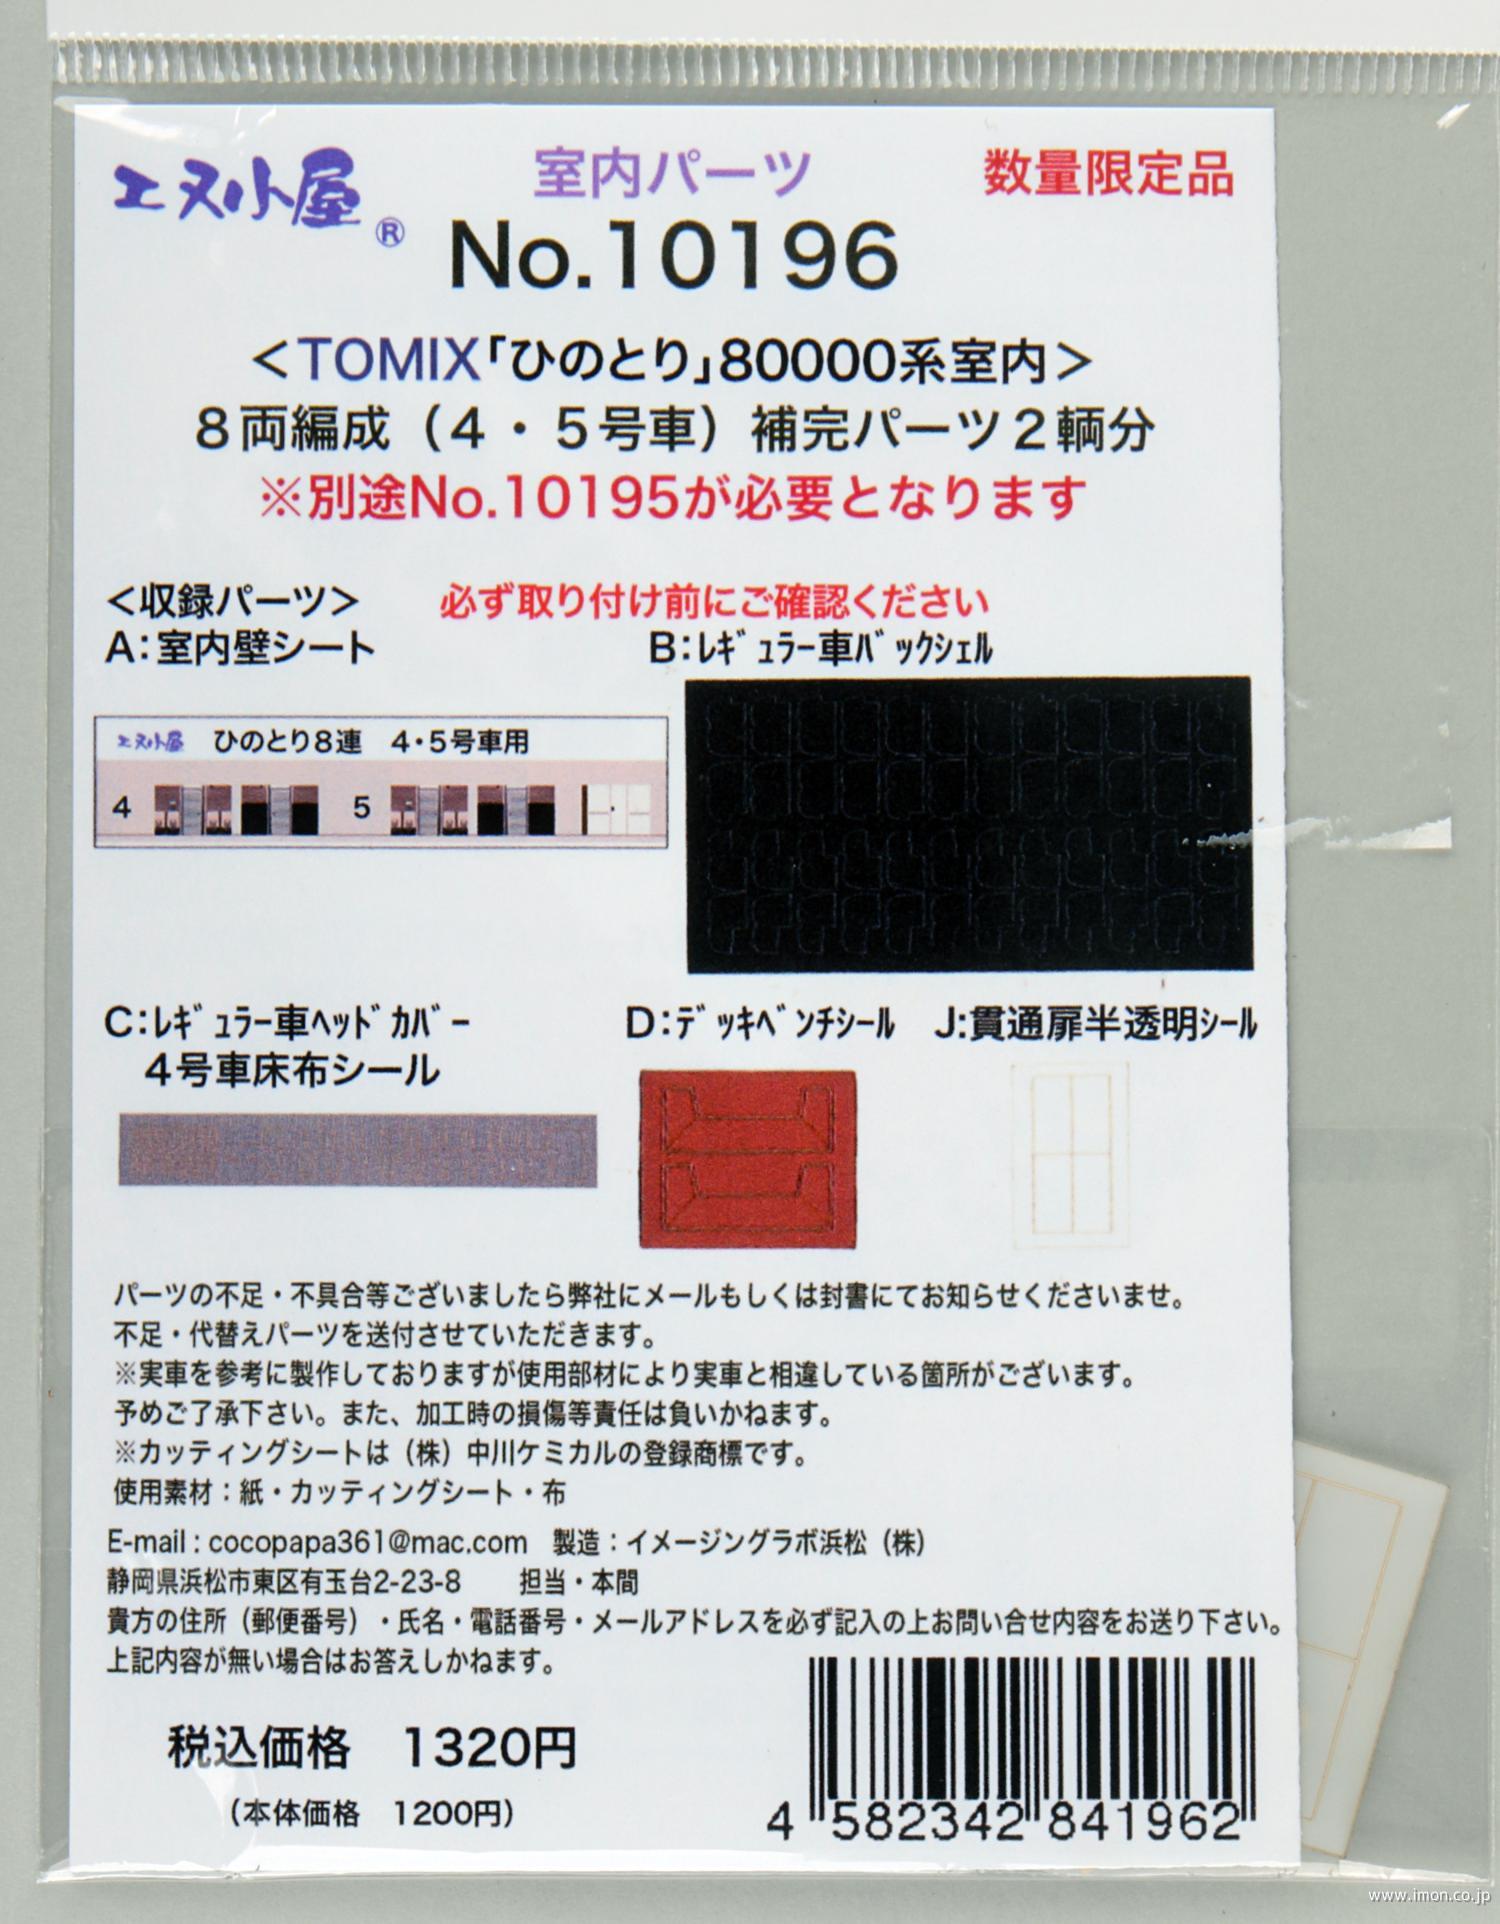 エヌ小屋®
室内パーツ
数量限定品
No.10196
＜TOMIX「ひのとり」80000系室内＞
８両編成（４・５号車）補完パーツ２輌分
※別途No.10195が必要となります
＜収録パーツ＞ 必ず取り付け前にご確認ください
A：室内壁シート
B：ﾚｷﾞｭﾗｰ車ﾊﾞｯｸｼｪﾙ
エヌ小屋 ひのとり８連 ４・５号車用
4 5
C：ﾚｷﾞｭﾗｰ車ﾍｯﾄﾞｶﾊﾞｰ
４号車床布シール
D：ﾃﾞｯｷﾍﾞﾝﾁｼｰﾙ
J:貫通扉半透明ｼｰﾙ
パーツの不足・不具合等ございましたら弊社にメールもしくは封書にてお知らせくださいませ。
不足・代替えパーツを送付させていただきます。
※実車を参考に製作しておりますが使用部材により実車と相違している箇所がございます。
予めご了承下さい。また、加工時の損傷等責任は負いかねます。
※カッティングシートは（株）中川ケミカルの登録商標です。
使用素材：紙・カッティングシート・布
E-mail : cocopapa361@mac.com 製造：イメージングラボ浜松（株）
静岡県浜松市東区有玉台2-23-8 担当・本間
貴方の住所（郵便番号）・氏名・電話番号・メールアドレスを必ず記入の上お問い合せ内容をお送り下さい。
上記内容が無い場合はお答えしかねます。
税込価格 1320円
（本体価格 1200円）
4 582342 841962
www.imon.co.jp